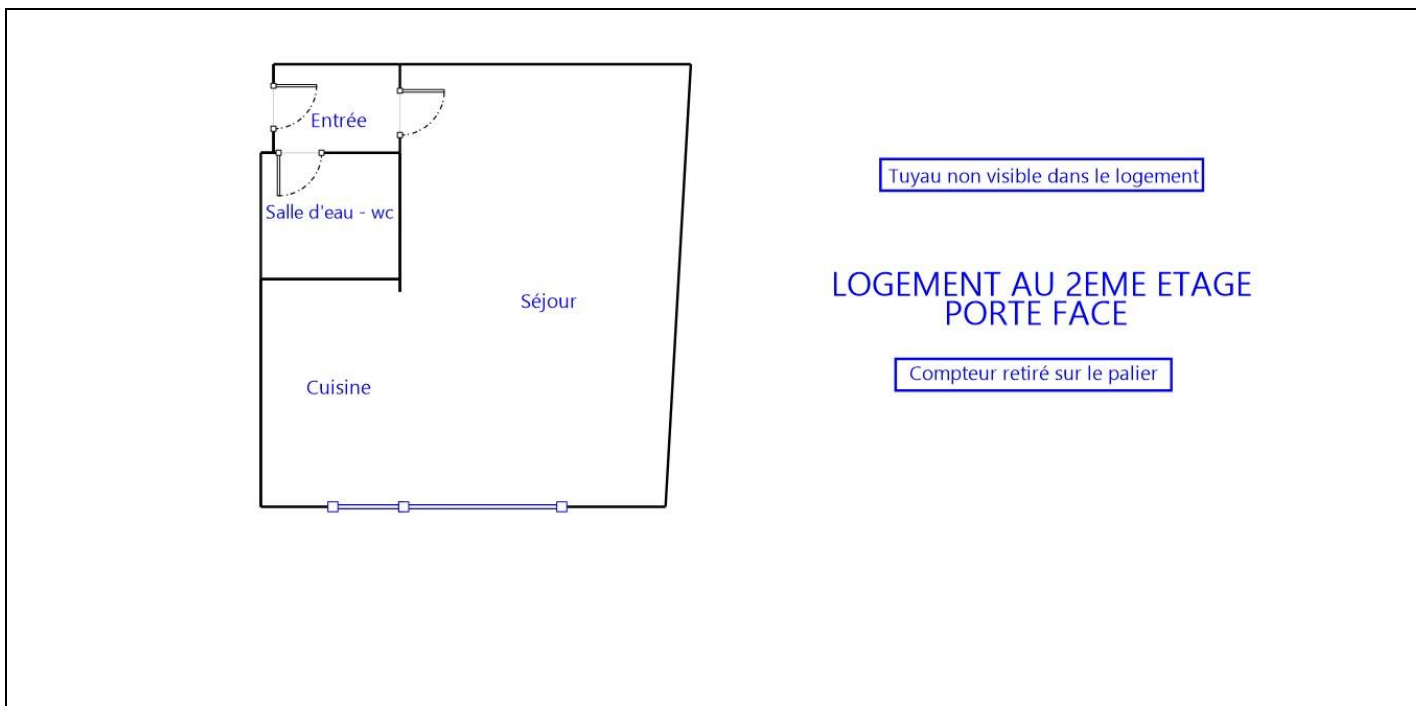 Entrée
Salle d'eau - wc
Séjour
Cuisine
Tuyau non visible dans le logement
LOGEMENT AU 2EME ETAGE
PORTE FACE
Compteur retiré sur le palier